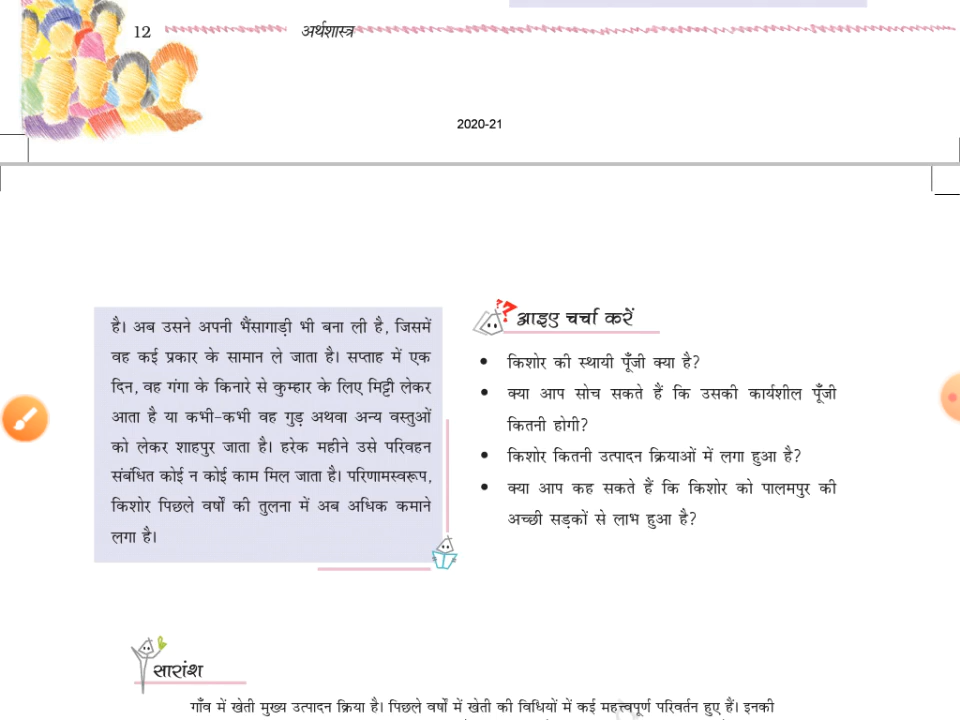 12
अर्थशास्त्र
2020-21
है। अब उसने अपनी भैंसागाड़ी भी बना ली है, जिसमें
वह कई प्रकार के सामान ले जाता है। सप्ताह में एक
दिन, वह गंगा के किनारे से कुम्हार के लिए मिट्टी लेकर
आता है या कभी-कभी वह गुड़ अथवा अन्य वस्तुओं
को लेकर शाहपुर जाता है। हरेक महीने उसे परिवहन
संबंधित कोई न कोई काम मिल जाता है। परिणामस्वरूप,
किशोर पिछले वर्षों की तुलना में अब अधिक कमाने
लगा है।
आइए चर्चा करें
• किशोर की स्थायी पूँजी क्या है?
• क्या आप सोच सकते हैं कि उसकी कार्यशील पूँजी
कितनी होगी?
• किशोर कितनी उत्पादन क्रियाओं में लगा हुआ है?
• क्या आप कह सकते हैं कि किशोर को पालमपुर की
अच्छी सड़कों से लाभ हुआ है?
सारांश
गाँव में खेती मुख्य उत्पादन क्रिया है। पिछले वर्षों में खेती की विधियों में कई महत्त्वपूर्ण परिवर्तन हुए हैं। इनकी